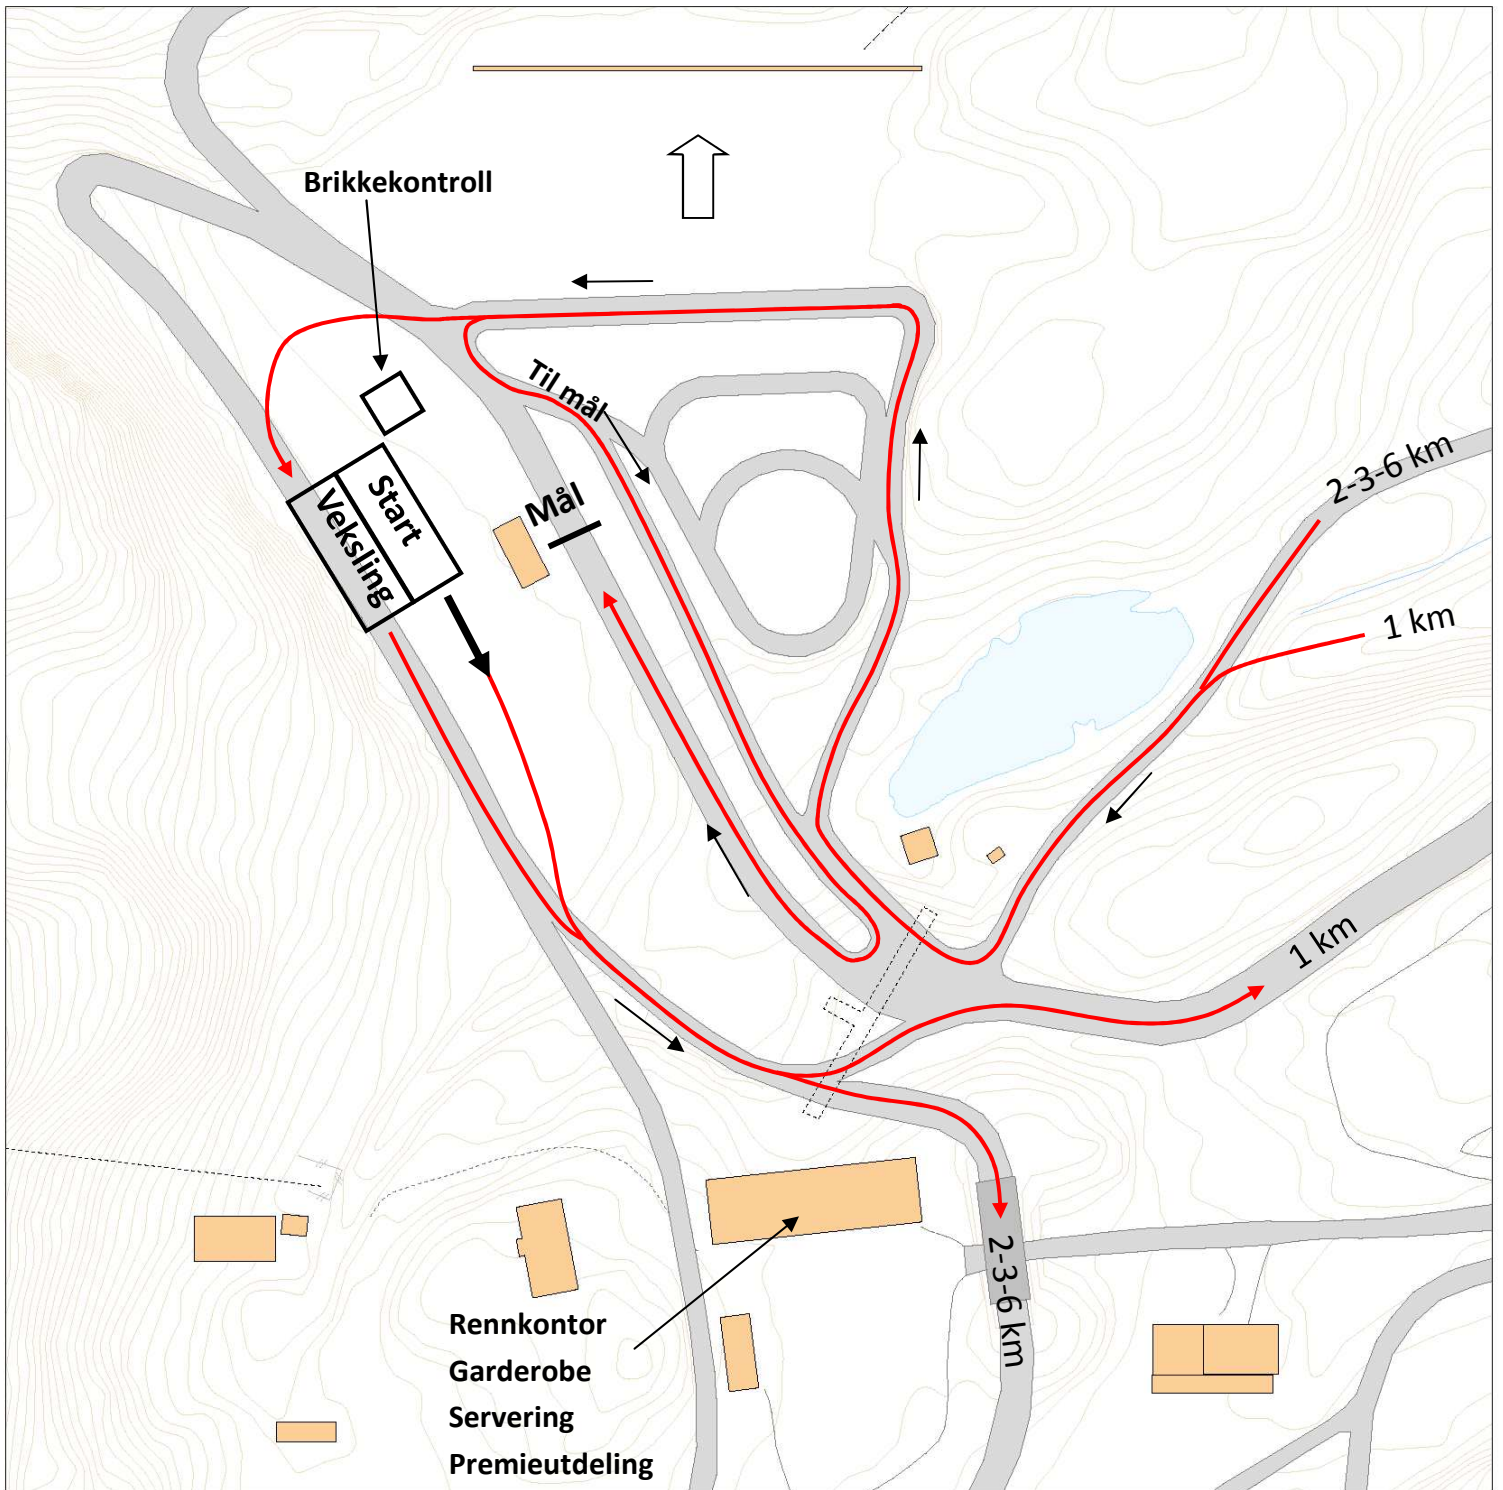 Brikkekontroll
Til mål
2-3-6 km
Start
Veksling
Mål
1 km
1 km
2-3-6 km
Rennkontor
Garderobe
Servering
Premieutdeling